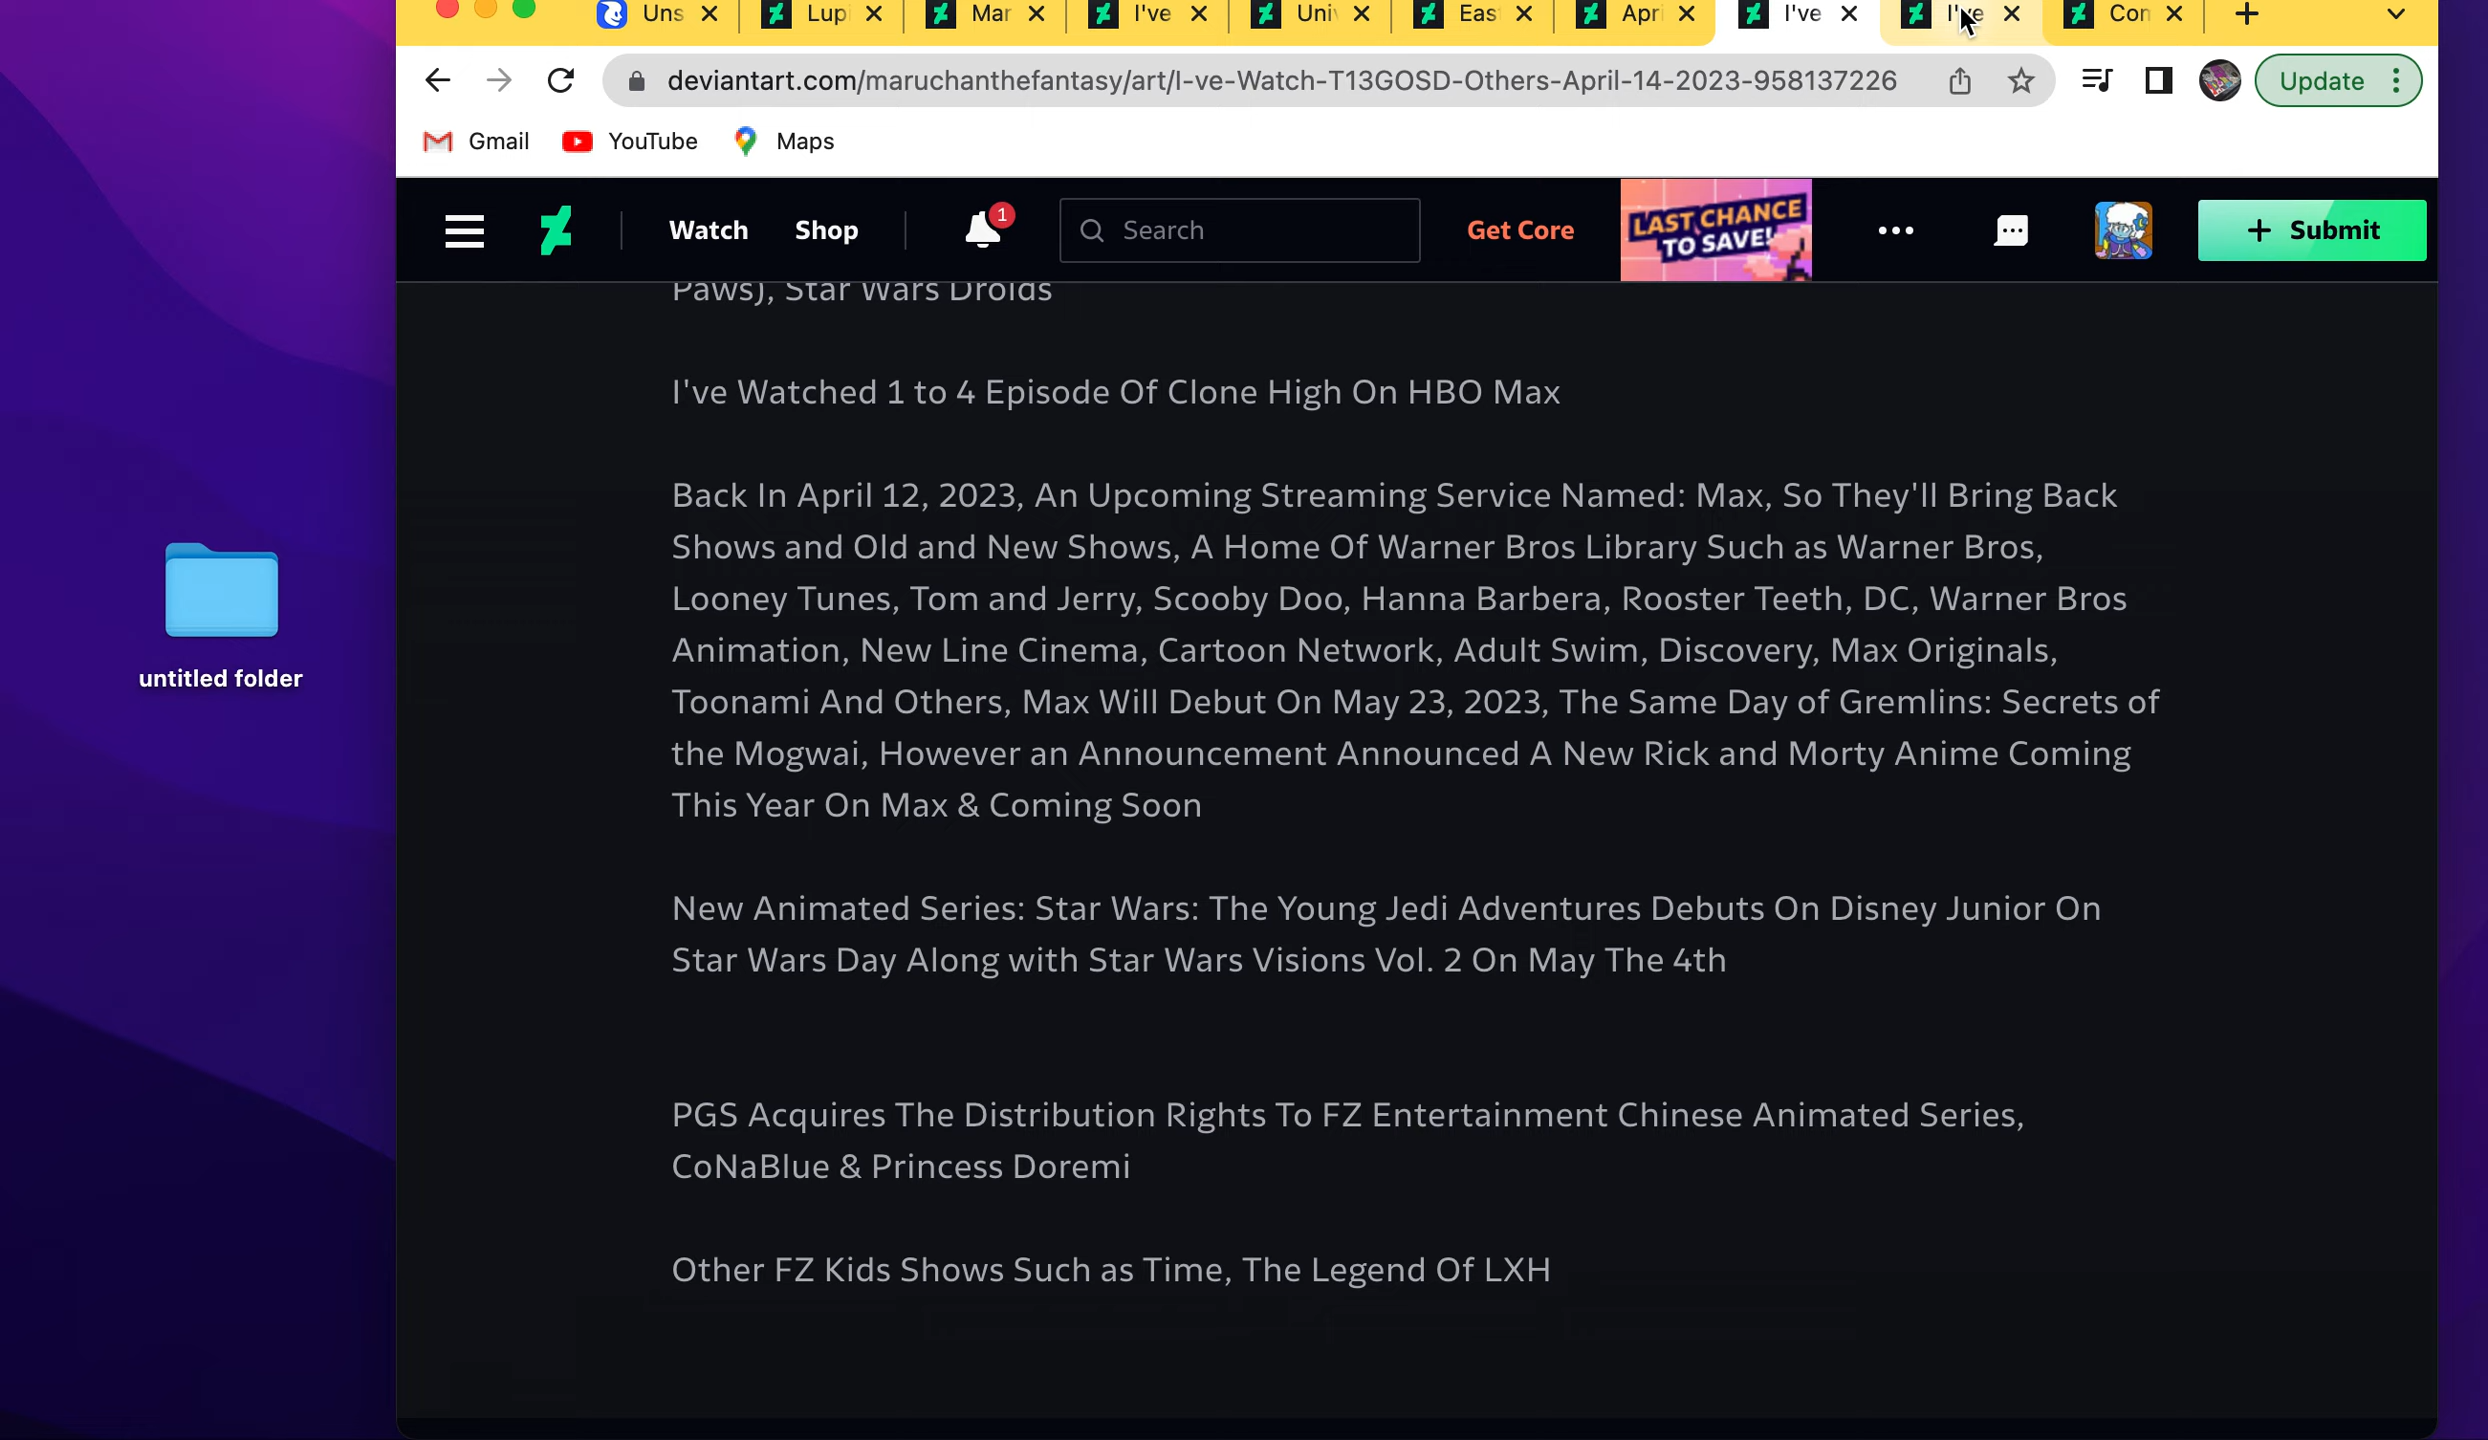 Uns
Lup
Mar
I've
Uni
Eas
Apri
I've
I've
Con
deviantart.com/maruchanthefantasy/art/I-ve-Watch-T13GOSD-Others-April-14-2023-958137226
Update
Gmail
YouTube
Maps
Watch
Shop
1
Search
Get Core
LAST CHANCE
TO SAVE!
+ Submit
Paws), Star Wars Droids
I've Watched 1 to 4 Episode Of Clone High On HBO Max
Back In April 12, 2023, An Upcoming Streaming Service Named: Max, So They'll Bring Back
Shows and Old and New Shows, A Home Of Warner Bros Library Such as Warner Bros,
Looney Tunes, Tom and Jerry, Scooby Doo, Hanna Barbera, Rooster Teeth, DC, Warner Bros
Animation, New Line Cinema, Cartoon Network, Adult Swim, Discovery, Max Originals,
Toonami And Others, Max Will Debut On May 23, 2023, The Same Day of Gremlins: Secrets of
the Mogwai, However an Announcement Announced A New Rick and Morty Anime Coming
This Year On Max & Coming Soon
New Animated Series: Star Wars: The Young Jedi Adventures Debuts On Disney Junior On
Star Wars Day Along with Star Wars Visions Vol. 2 On May The 4th
PGS Acquires The Distribution Rights To FZ Entertainment Chinese Animated Series,
CoNaBlue & Princess Doremi
Other FZ Kids Shows Such as Time, The Legend Of LXH
untitled folder